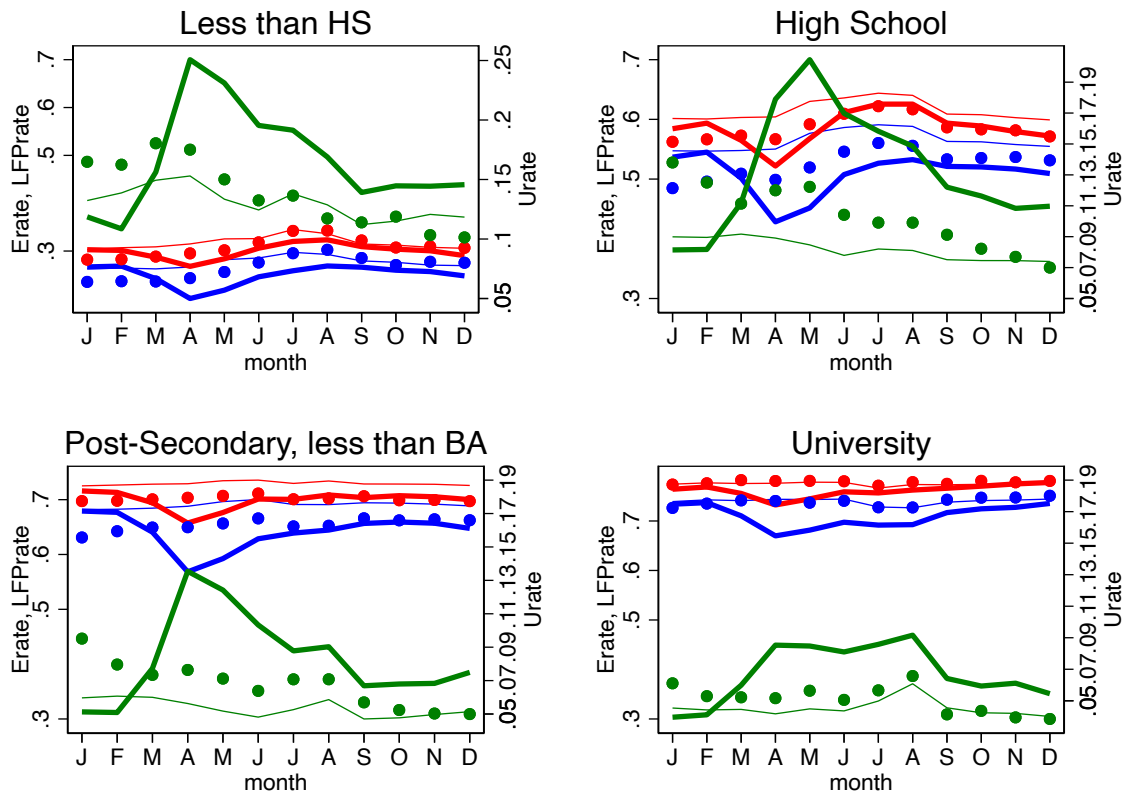 Less than HS
Erate, LFPrate
.3 .5 .6 .7
.05 .1 .15 .2 .25
Urate
J F M A M J J A S O N D
month
High School
Erate, LFPrate
.3 .5 .6 .7
.05 .07 .09 .11 .13 .15 .17 .19
Urate
J F M A M J J A S O N D
month
Post-Secondary, less than BA
Erate, LFPrate
.3 .5 .6 .7
.05 .07 .09 .11 .13 .15 .17 .19
Urate
J F M A M J J A S O N D
month
University
Erate, LFPrate
.3 .5 .6 .7
.05 .07 .09 .11 .13 .15 .17 .19
Urate
J F M A M J J A S O N D
month